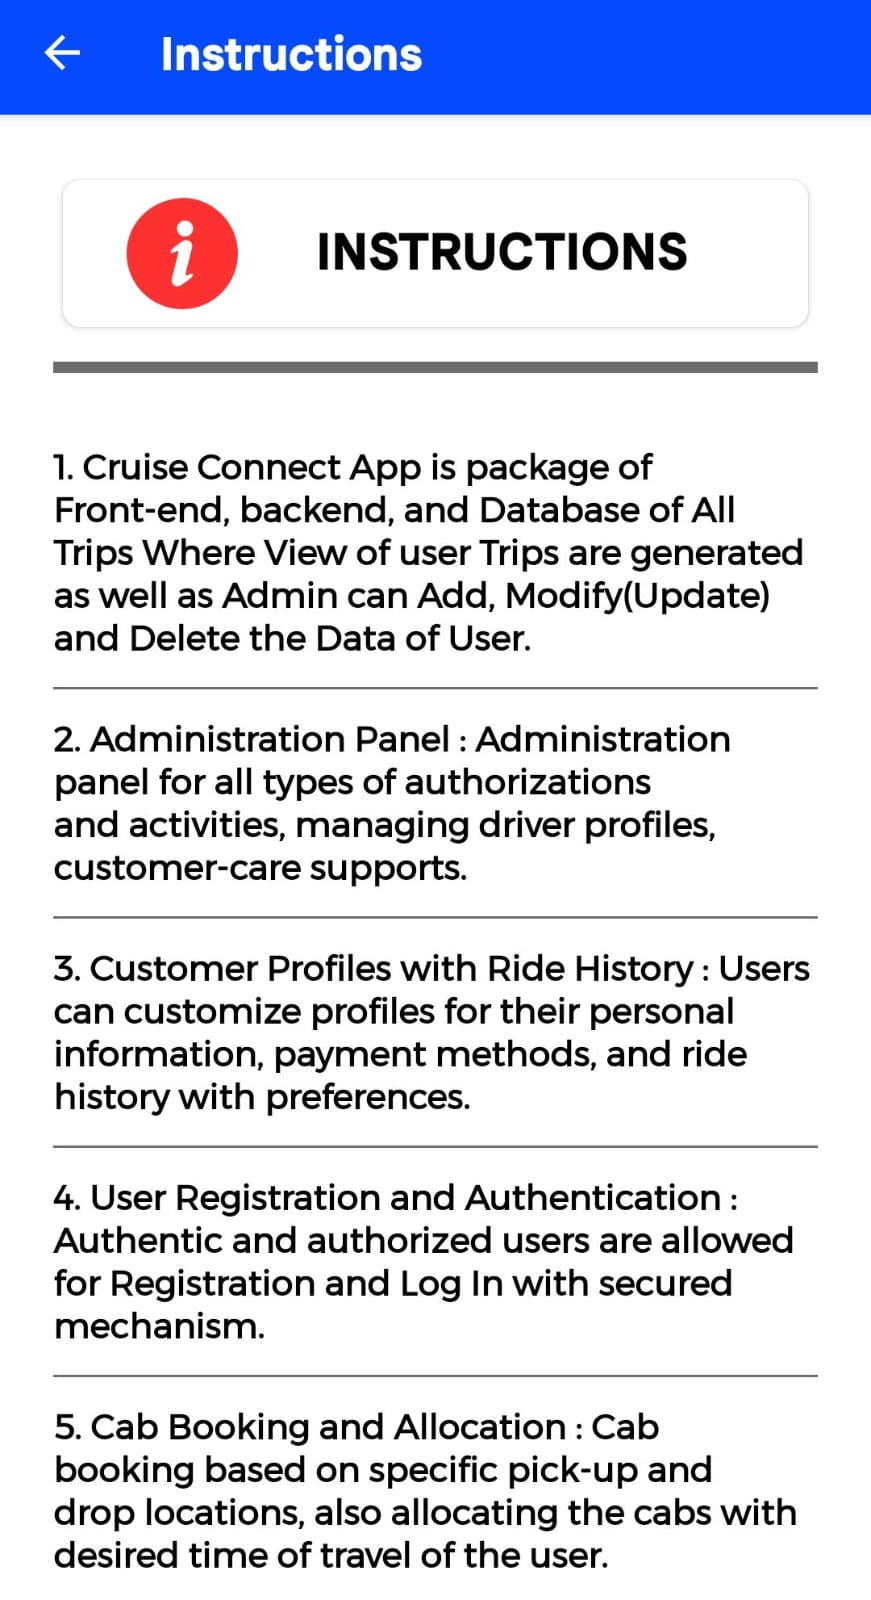 Instructions
INSTRUCTIONS
1. Cruise Connect App is package of
Front-end, backend, and Database of All
Trips Where View of user Trips are generated
as well as Admin can Add, Modify(Update)
and Delete the Data of User.
2. Administration Panel : Administration
panel for all types of authorizations
and activities, managing driver profiles,
customer-care supports.
3. Customer Profiles with Ride History : Users
can customize profiles for their personal
information, payment methods, and ride
history with preferences.
4. User Registration and Authentication :
Authentic and authorized users are allowed
for Registration and Log In with secured
mechanism.
5. Cab Booking and Allocation : Cab
booking based on specific pick-up and
drop locations, also allocating the cabs with
desired time of travel of the user.